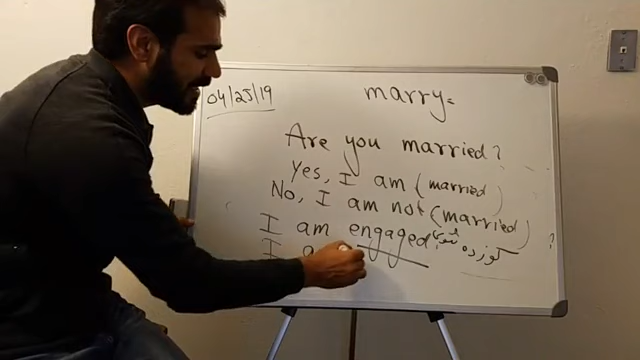 04/25/19
marry =
Are you married?
Yes, I am (married)
No, I am not (married)
I am engaged
I a